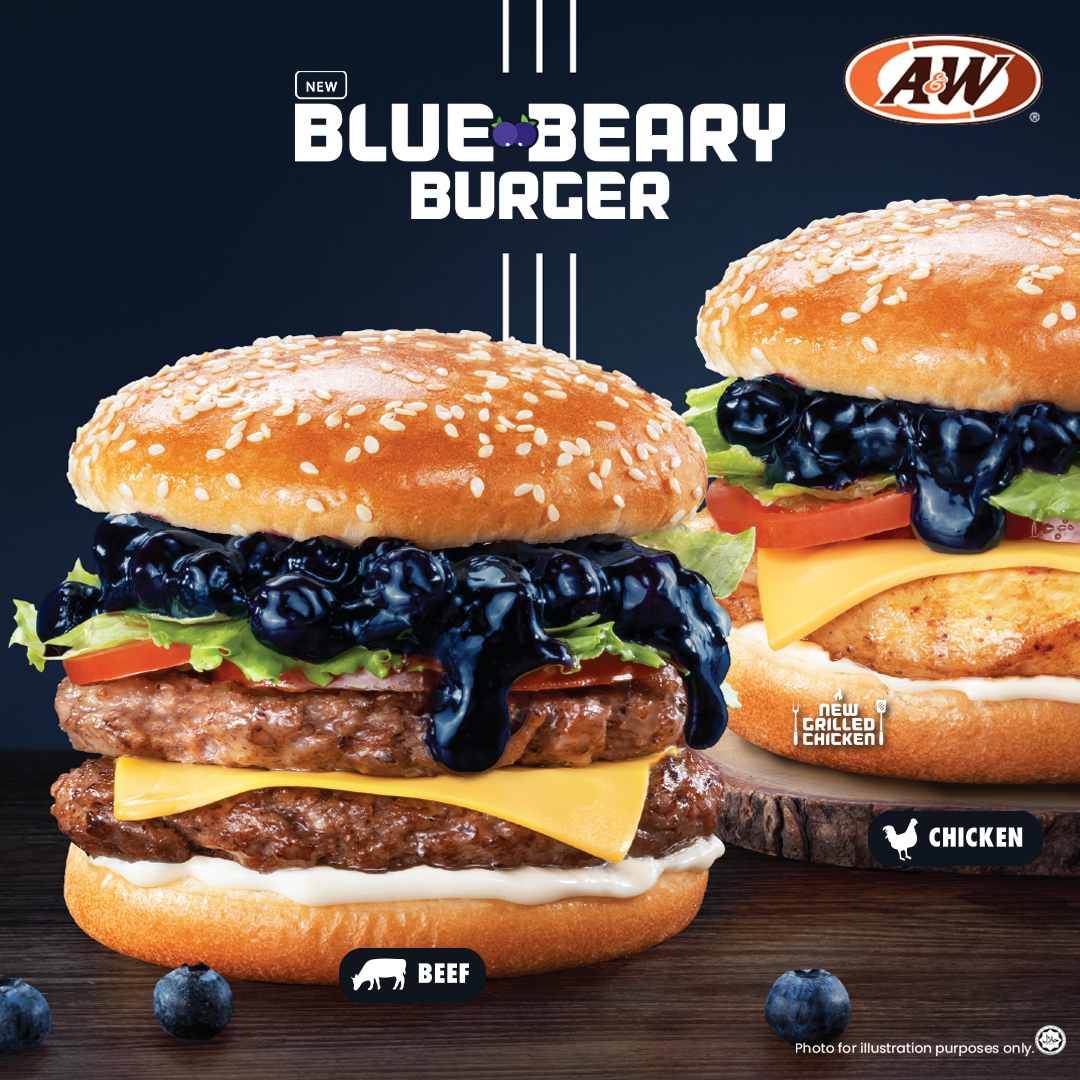 NEW
BLUE BEARY
BURGER
A&W
®
NEW
GRILLED
CHICKEN
CHICKEN
BEEF
Photo for illustration purposes only.